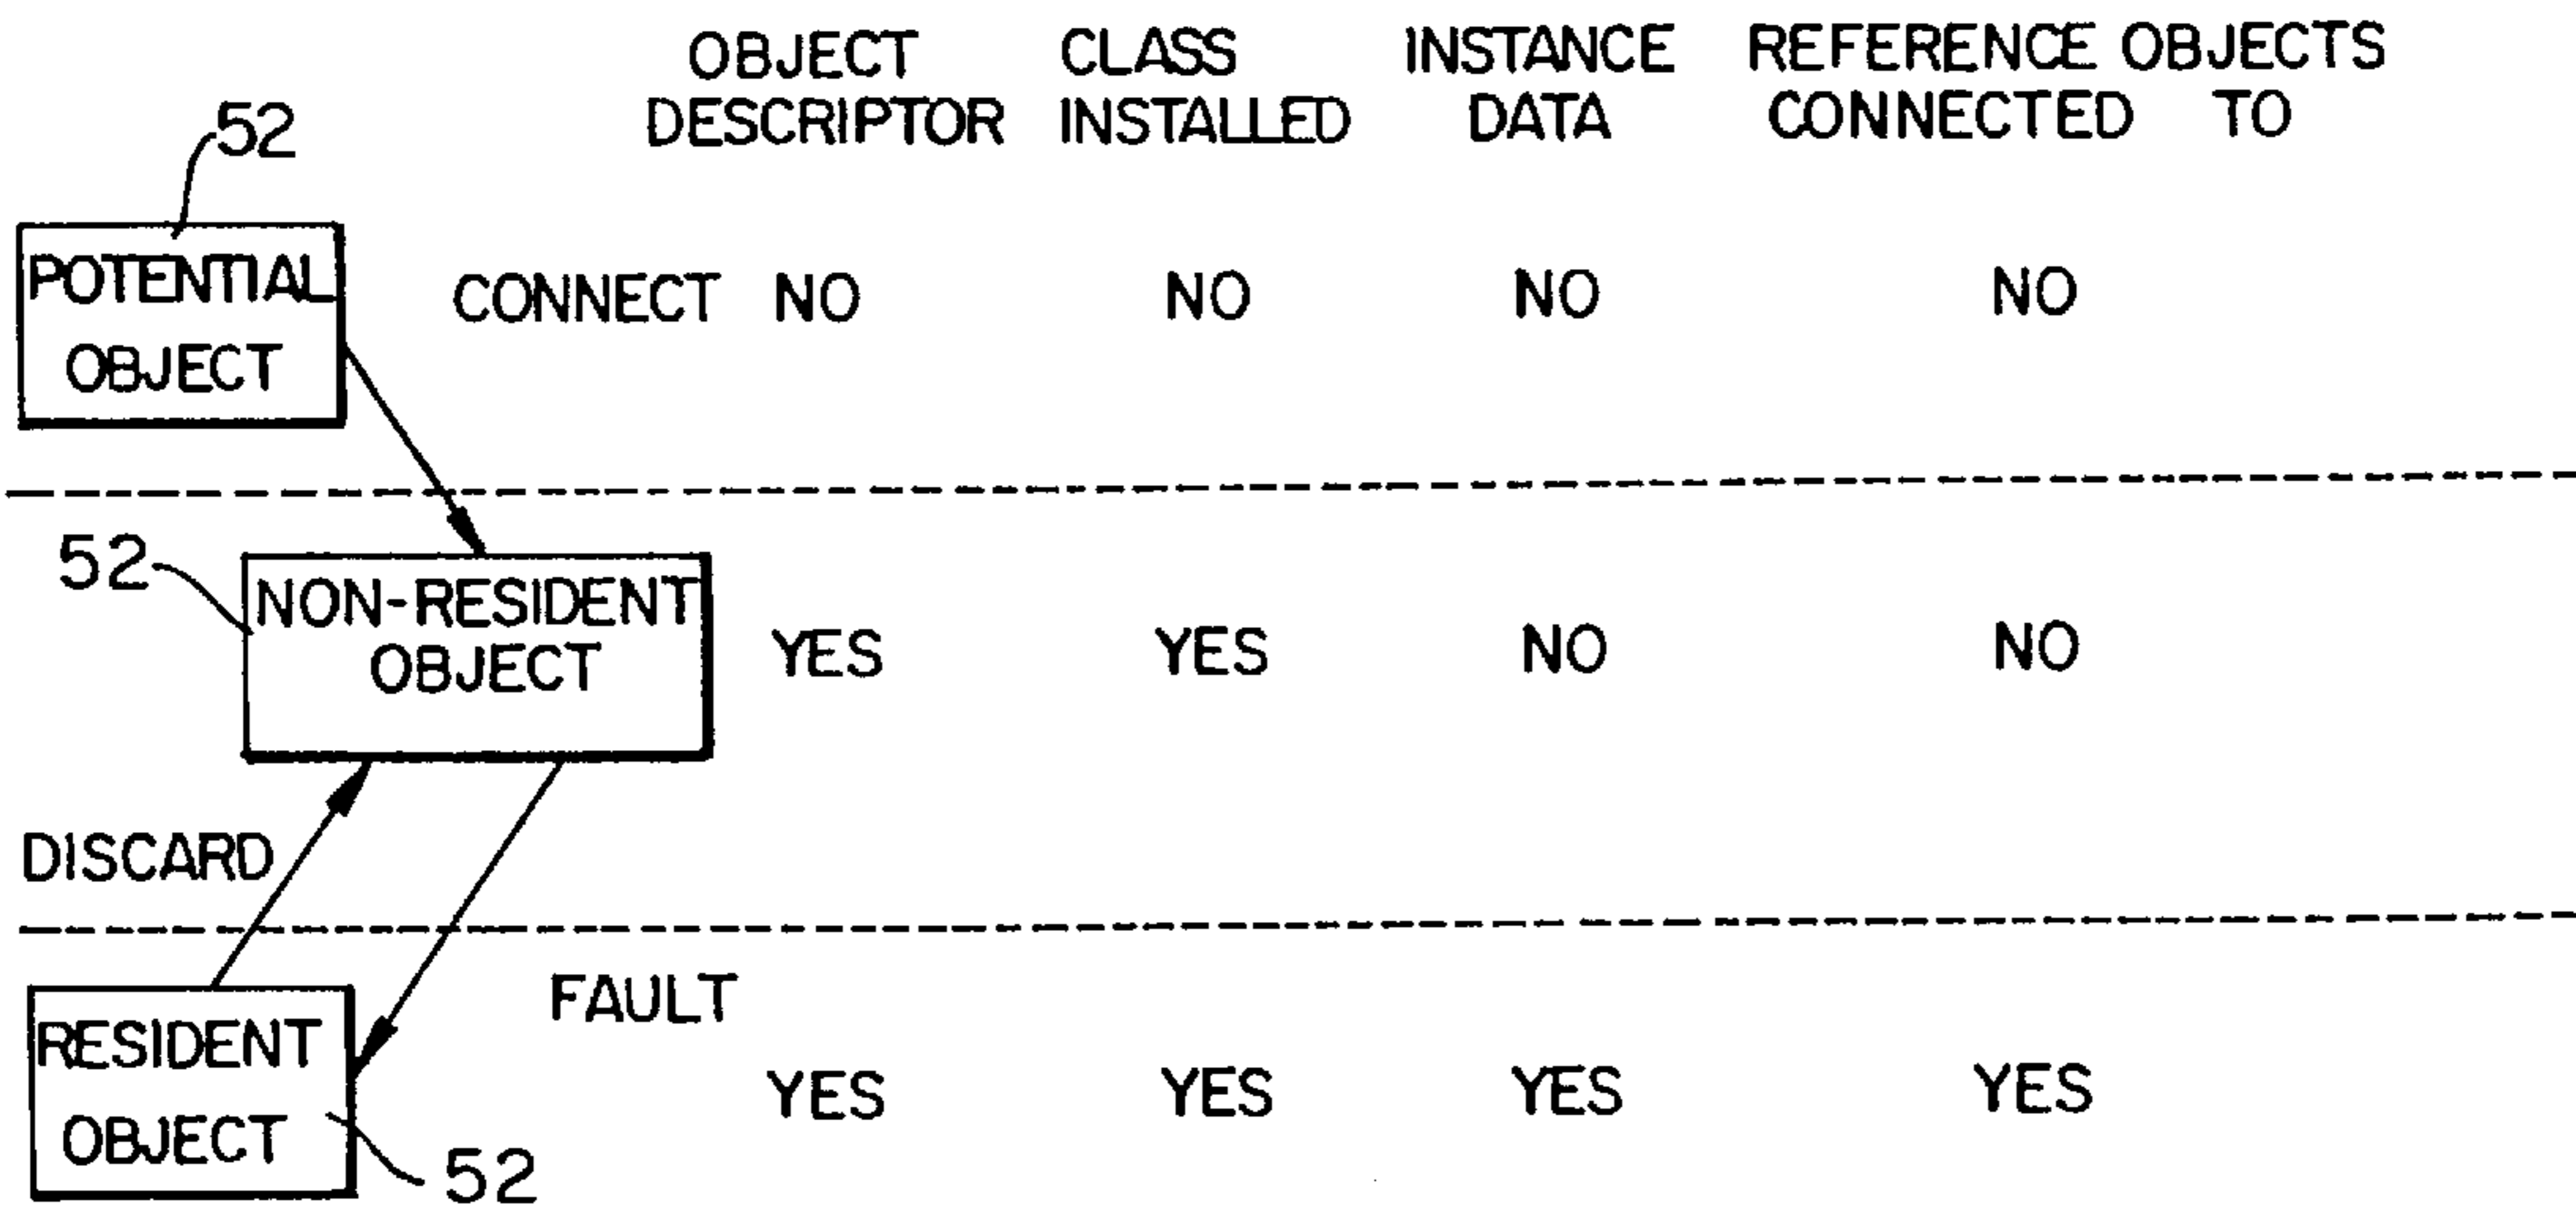 OBJECT CLASS INSTANCE REFERENCE OBJECTS
DESCRIPTOR INSTALLED DATA CONNECTED TO
52
POTENTIAL
OBJECT
CONNECT NO NO NO NO
52
NON-RESIDENT
OBJECT
YES YES NO NO
DISCARD
FAULT
RESIDENT
OBJECT
YES YES YES YES
52